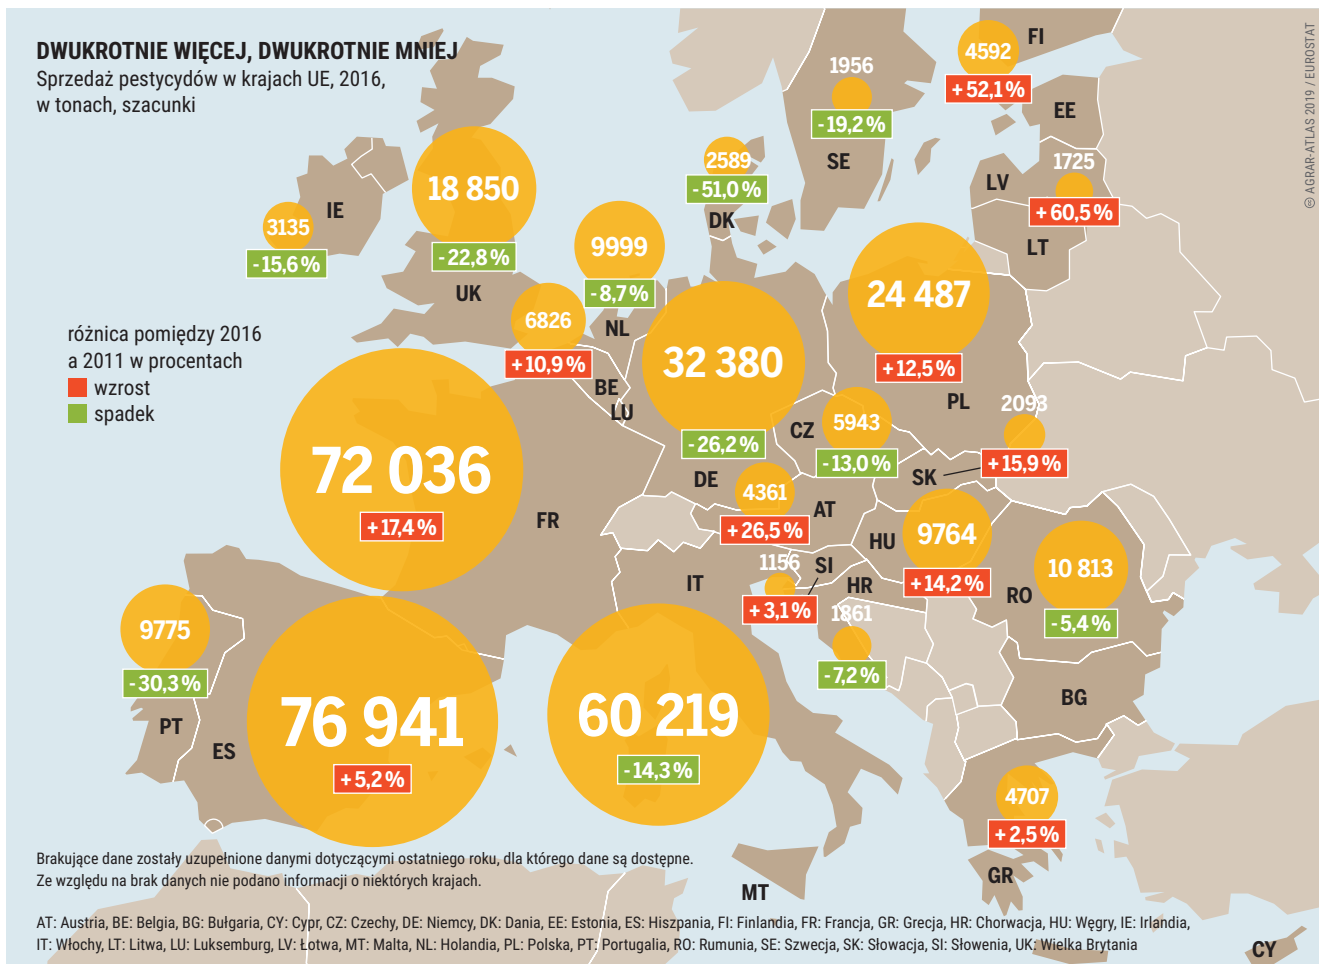 DWUKROTNIE WIĘCEJ, DWUKROTNIE MNIEJ
Sprzedaż pestycydów w krajach UE, 2016,
w tonach, szacunki
© AGRAR-ATLAS 2019 / EUROSTAT
FI
4592
+ 52,1 %
1956
- 19,2 %
SE
EE
LV
1725
+ 60,5 %
LT
2589
- 51,0 %
DK
IE
3135
- 15,6 %
18 850
- 22,8 %
UK
9999
- 8,7 %
NL
6826
+ 10,9 %
BE
LU
32 380
- 26,2 %
DE
24 487
+ 12,5 %
PL
różnica pomiędzy 2016
a 2011 w procentach
wzrost
spadek
CZ
5943
- 13,0 %
2093
+ 15,9 %
SK
72 036
+ 17,4 %
FR
4361
+ 26,5 %
AT
HU
9764
+ 14,2 %
10 813
- 5,4 %
RO
IT
1156
+ 3,1 %
SI
HR
1861
- 7,2 %
9775
- 30,3 %
PT
ES
76 941
+ 5,2 %
60 219
- 14,3 %
BG
4707
+ 2,5 %
GR
MT
CY
Brakujące dane zostały uzupełnione danymi dotyczącymi ostatniego roku, dla którego dane są dostępne.
Ze względu na brak danych nie podano informacji o niektórych krajach.
AT: Austria, BE: Belgia, BG: Bułgaria, CY: Cypr, CZ: Czechy, DE: Niemcy, DK: Dania, EE: Estonia, ES: Hiszpania, FI: Finlandia, FR: Francja, GR: Grecja, HR: Chorwacja, HU: Węgry, IE: Irlandia,
IT: Włochy, LT: Litwa, LU: Luksemburg, LV: Łotwa, MT: Malta, NL: Holandia, PL: Polska, PT: Portugalia, RO: Rumunia, SE: Szwecja, SK: Słowacja, SI: Słowenia, UK: Wielka Brytania